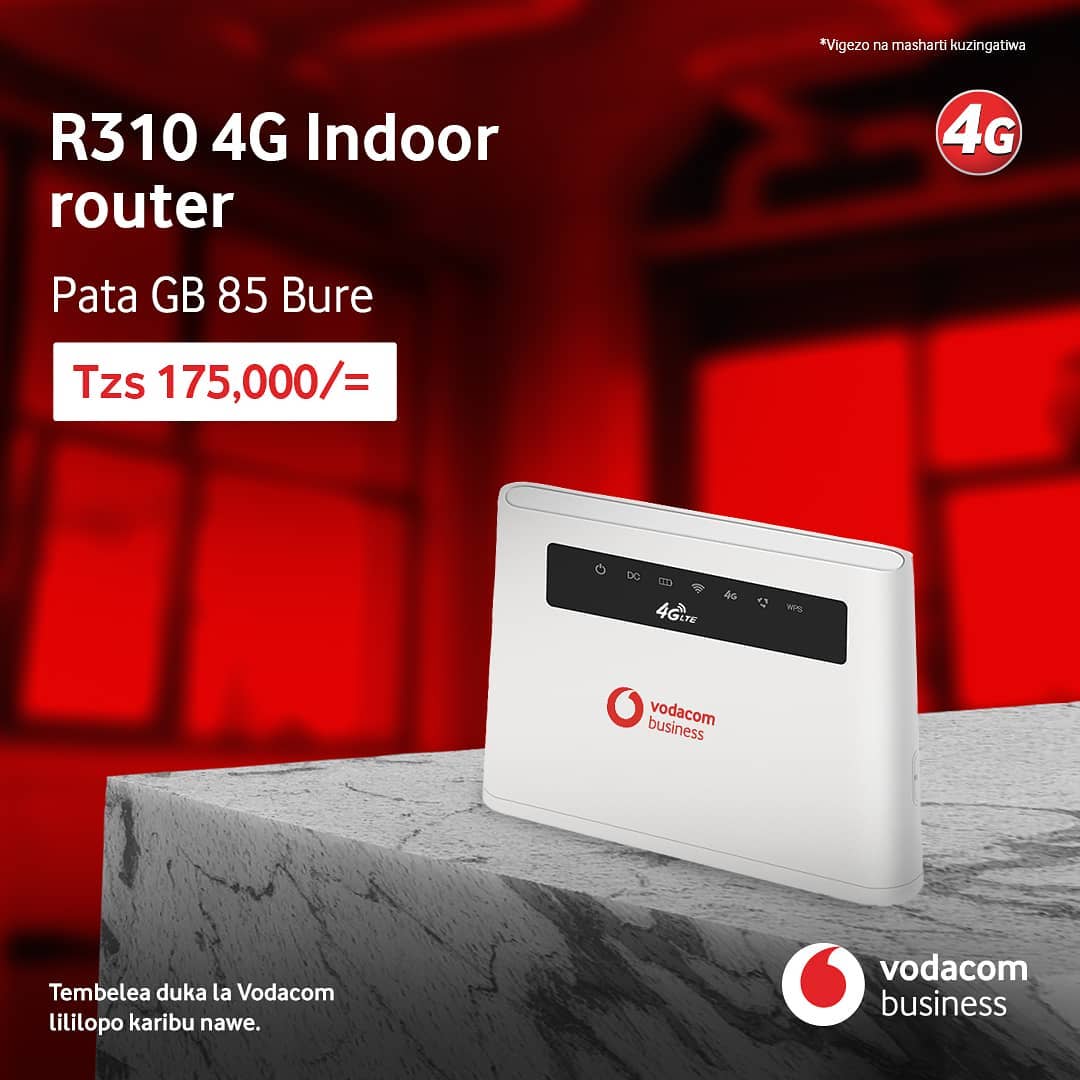 *Vigezo na masharti kuzingatiwa
4G
R310 4G Indoor
router
Pata GB 85 Bure
Tzs 175,000/=
DC 4G WPS
4G LTE
vodacom
business
Tembelea duka la Vodacom
lililopo karibu nawe.
vodacom
business